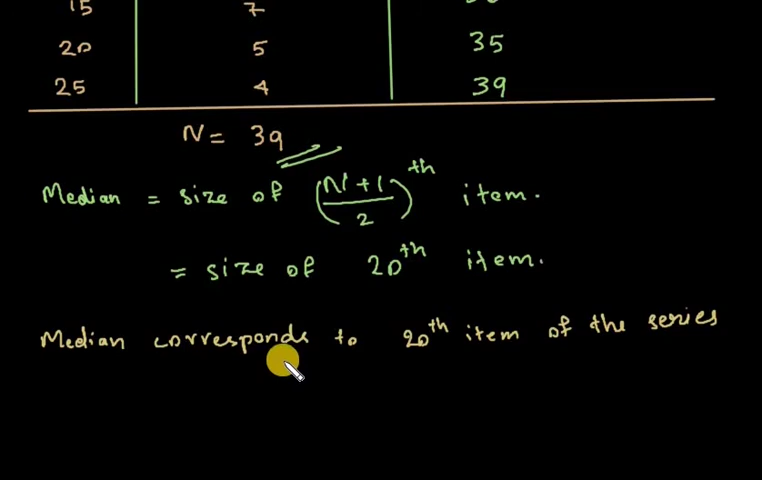 15 7
20 5 35
25 4 39
N = 39
Median = size of (N+1/2)th item.
= size of 20th item.
Median corresponds to 20th item of the series